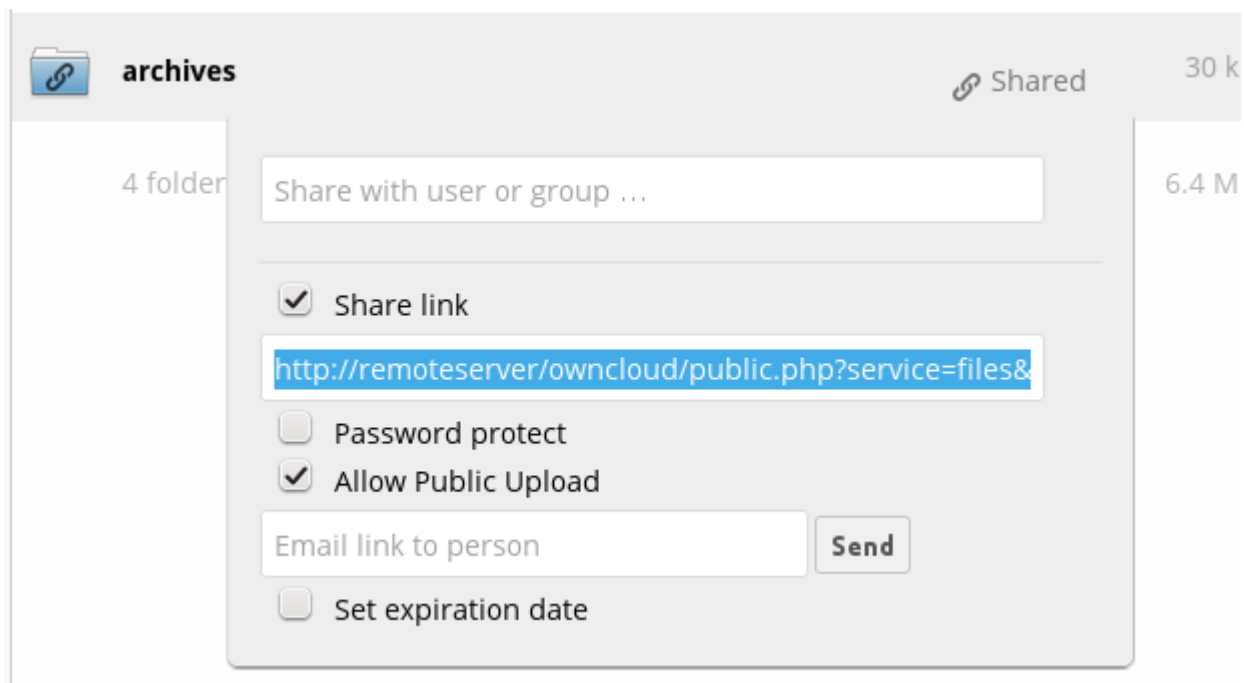 archives Shared 30 k
4 folder 6.4 M
Share with user or group ...
Share link
http://remoteserver/owncloud/public.php?service=files&
Password protect
Allow Public Upload
Email link to person Send
Set expiration date